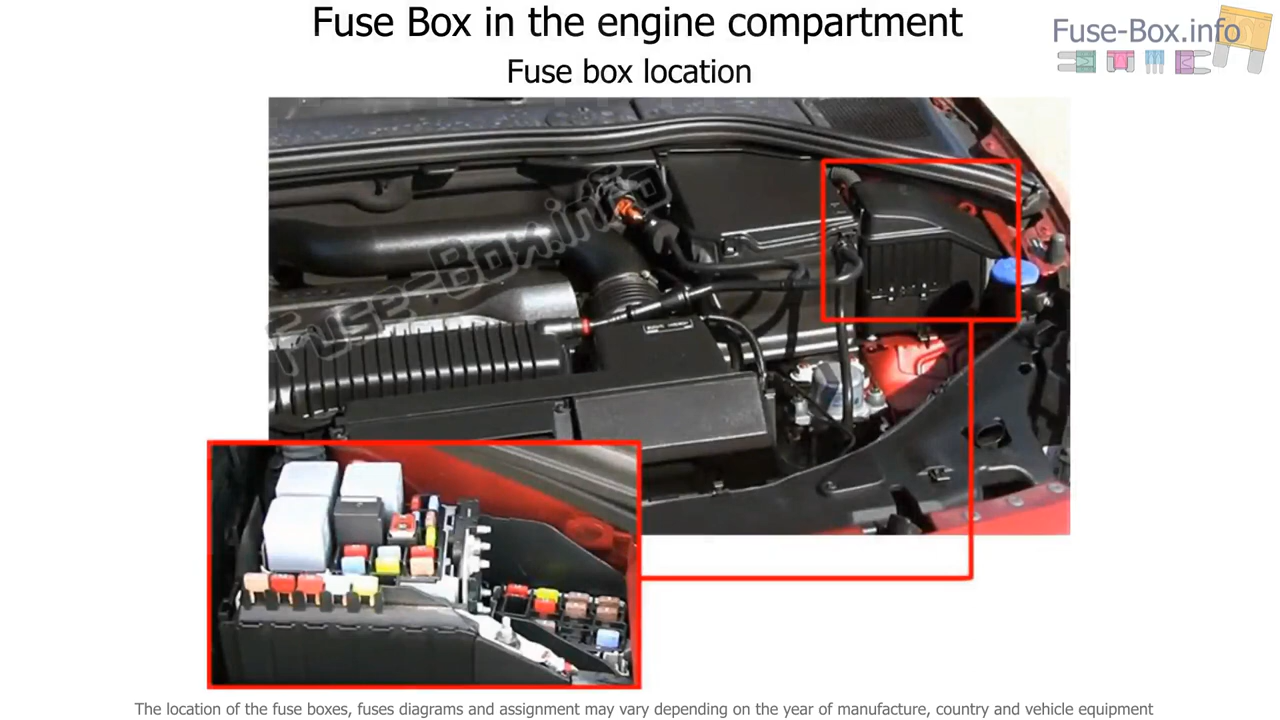 Fuse Box in the engine compartment
Fuse-Box.info
Fuse box location
Fuse-Box.info
The location of the fuse boxes, fuses diagrams and assignment may vary depending on the year of manufacture, country and vehicle equipment